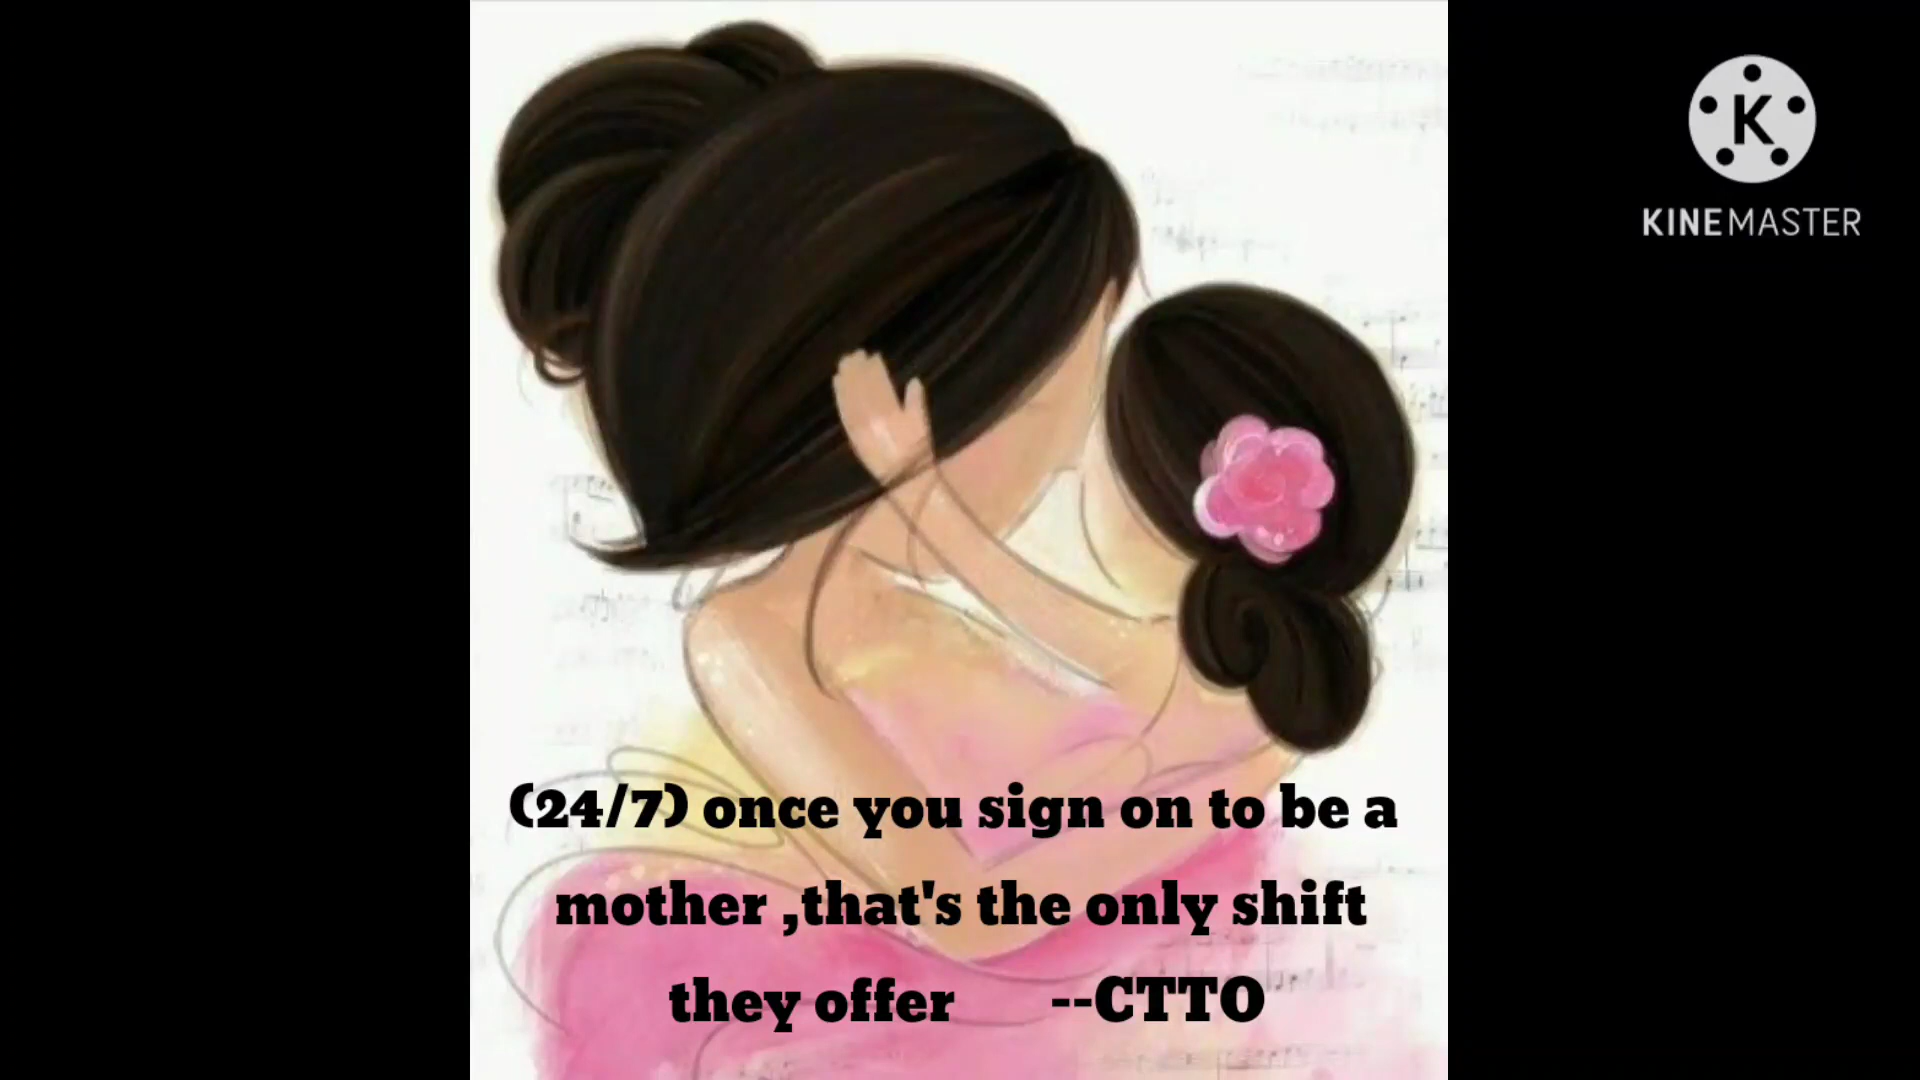 K
KINEMASTER
(24/7) once you sign on to be a
mother ,that's the only shift
they offer --CTTO